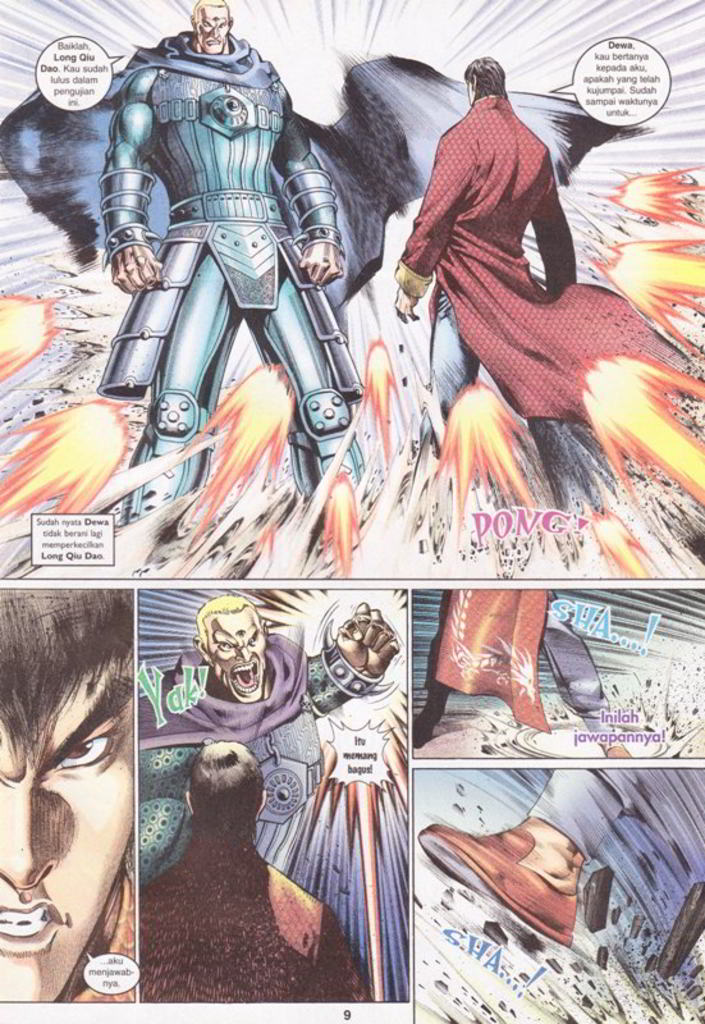 Baiklah,
Long Qiu
Dao. Kau sudah
lulus dalam
pengujian
ini.
Dewa,
kau bertanya
kepada aku,
apakah yang telah
kujumpai. Sudah
sampai waktunya
untuk...
Sudah nyata Dewa
tidak berani lagi
memperkecilkan
Long Qiu Dao.
PONG!
...aku
menjawab-
nya.
Yak!
Itu
memang
bagus!
SHA....!
Inilah
jawapannya!
SHA...!
9